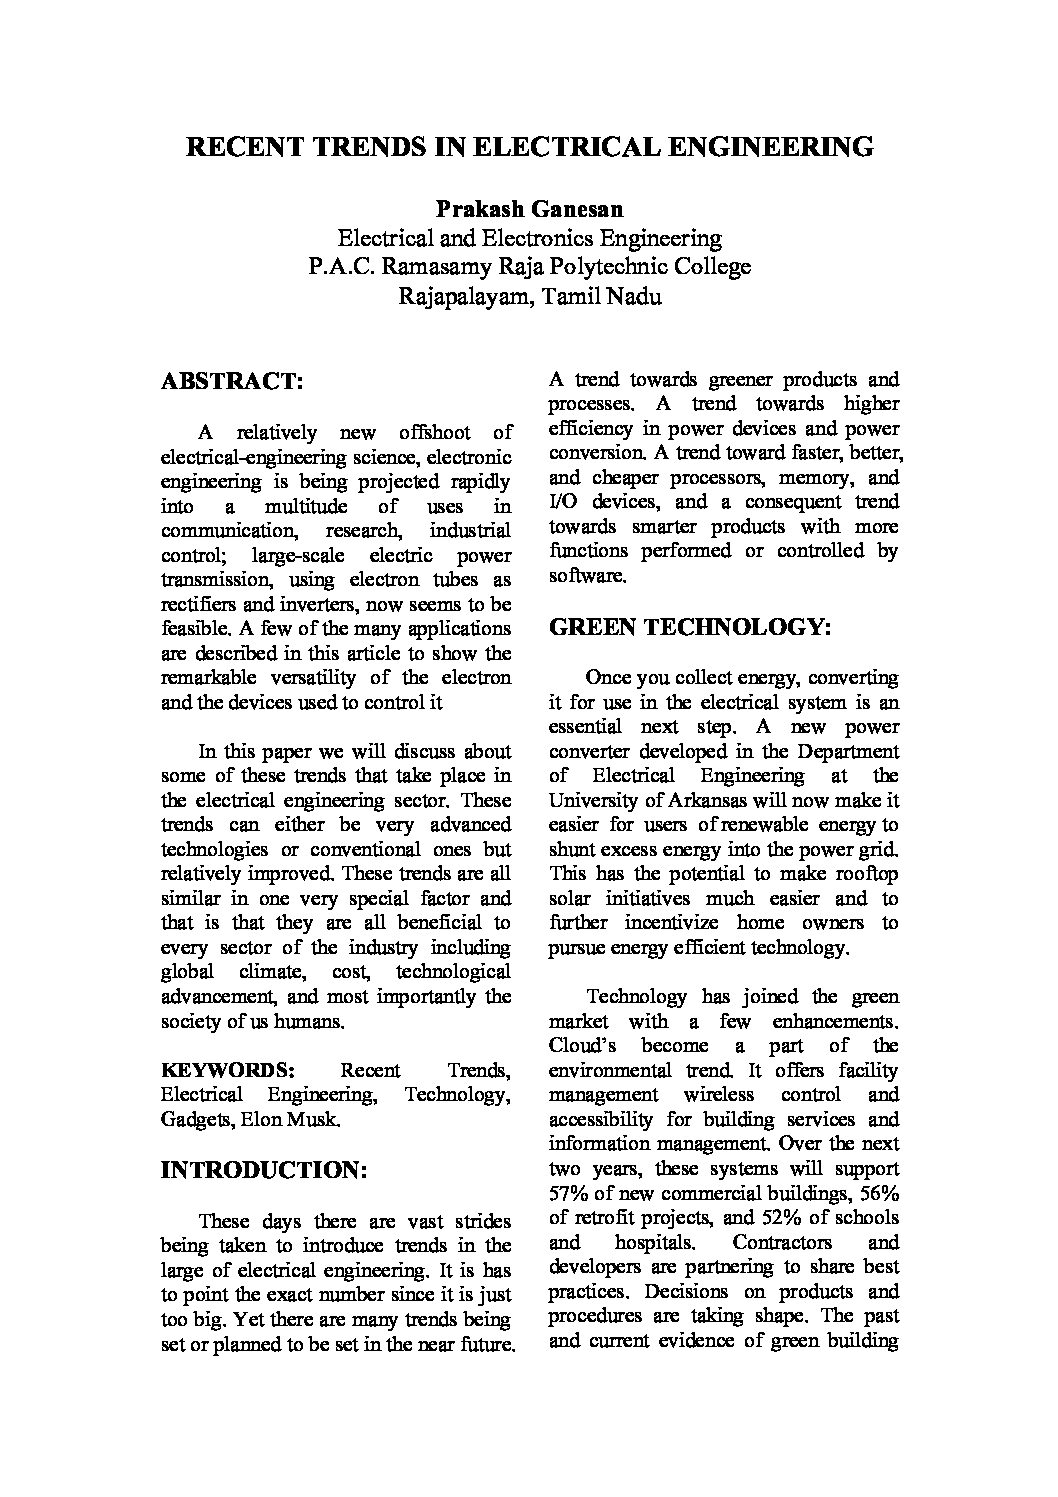 RECENT TRENDS IN ELECTRICAL ENGINEERING
Prakash Ganesan
Electrical and Electronics Engineering
P.A.C. Ramasamy Raja Polytechnic College
Rajapalayam, Tamil Nadu
ABSTRACT:
A relatively new offshoot of
electrical-engineering science, electronic
engineering is being projected rapidly
into a multitude of uses in
communication, research, industrial
control; large-scale electric power
transmission, using electron tubes as
rectifiers and inverters, now seems to be
feasible. A few of the many applications
are described in this article to show the
remarkable versatility of the electron
and the devices used to control it
In this paper we will discuss about
some of these trends that take place in
the electrical engineering sector. These
trends can either be very advanced
technologies or conventional ones but
relatively improved. These trends are all
similar in one very special factor and
that is that they are all beneficial to
every sector of the industry including
global climate, cost, technological
advancement, and most importantly the
society of us humans.
KEYWORDS: Recent Trends,
Electrical Engineering, Technology,
Gadgets, Elon Musk.
INTRODUCTION:
These days there are vast strides
being taken to introduce trends in the
large of electrical engineering. It is has
to point the exact number since it is just
too big. Yet there are many trends being
set or planned to be set in the near future.
A trend towards greener products and
processes. A trend towards higher
efficiency in power devices and power
conversion. A trend toward faster, better,
and cheaper processors, memory, and
I/O devices, and a consequent trend
towards smarter products with more
functions performed or controlled by
software.
GREEN TECHNOLOGY:
Once you collect energy, converting
it for use in the electrical system is an
essential next step. A new power
converter developed in the Department
of Electrical Engineering at the
University of Arkansas will now make it
easier for users of renewable energy to
shunt excess energy into the power grid.
This has the potential to make rooftop
solar initiatives much easier and to
further incentivize home owners to
pursue energy efficient technology.
Technology has joined the green
market with a few enhancements.
Cloud’s become a part of the
environmental trend. It offers facility
management wireless control and
accessibility for building services and
information management. Over the next
two years, these systems will support
57% of new commercial buildings, 56%
of retrofit projects, and 52% of schools
and hospitals. Contractors and
developers are partnering to share best
practices. Decisions on products and
procedures are taking shape. The past
and current evidence of green building